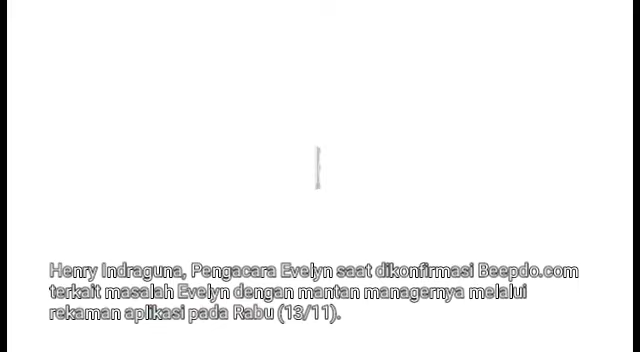 Henry Indraguna, Pengacara Evelyn saat dikonfirmasi Beepdo.com
terkait masalah Evelyn dengan mantan managernya melalui
rekaman aplikasi pada Rabu (13/11).